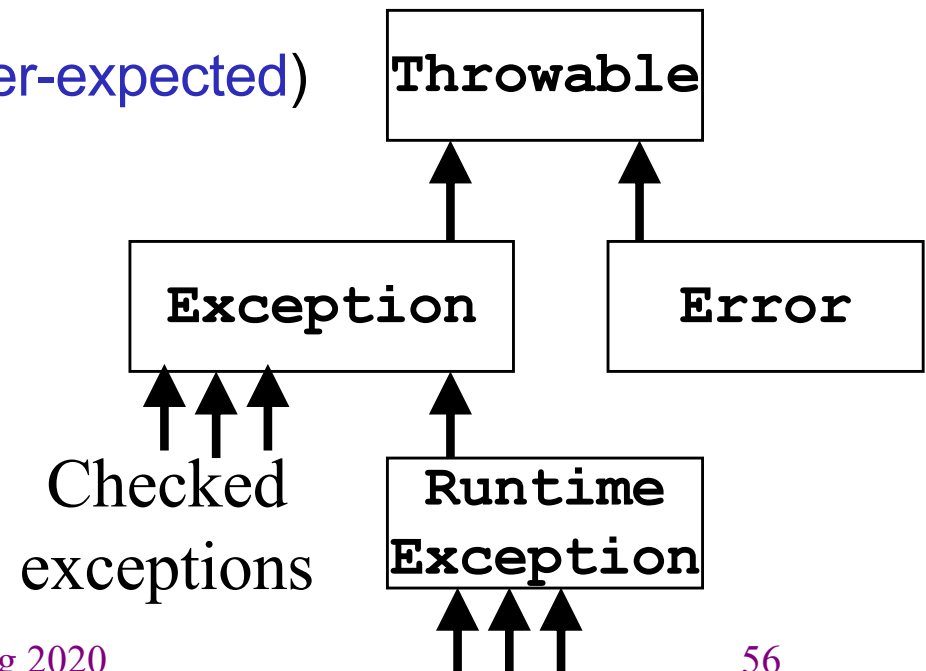 er-expected)
Throwable
Exception
Error
Checked
exceptions
Runtime
Exception
g 2020
56